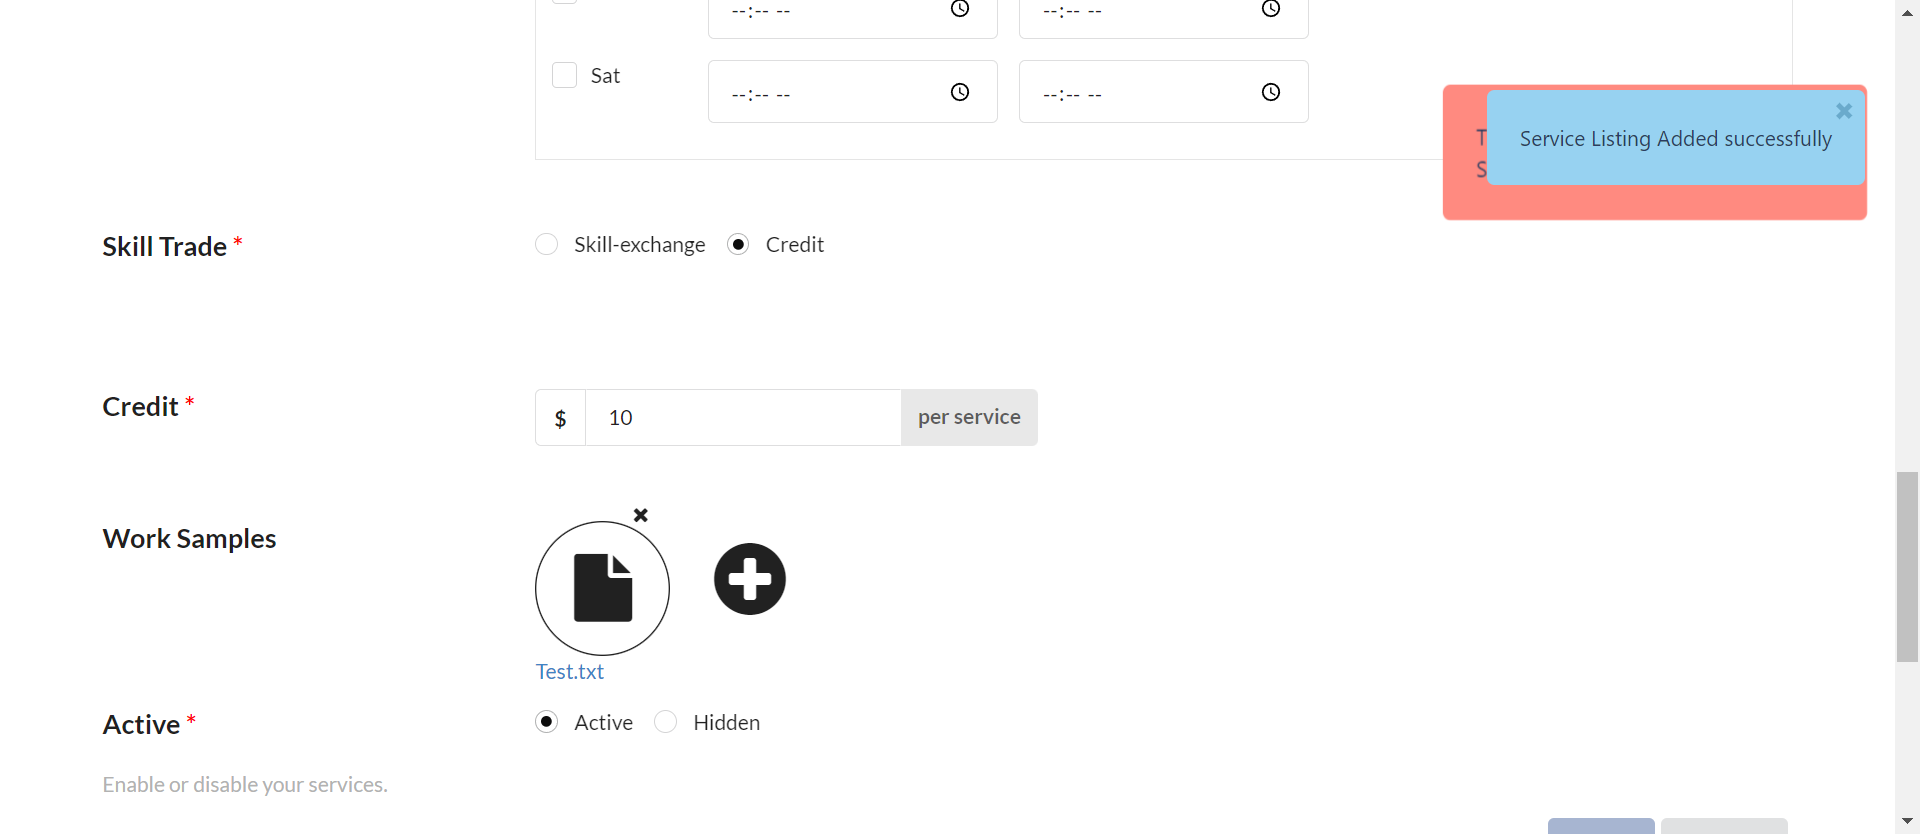 --:-- --
--:-- --
Sat
--:-- --
--:-- --
Service Listing Added successfully
Skill Trade *
Skill-exchange
Credit
Credit *
$
10
per service
Work Samples
Test.txt
Active *
Active
Hidden
Enable or disable your services.